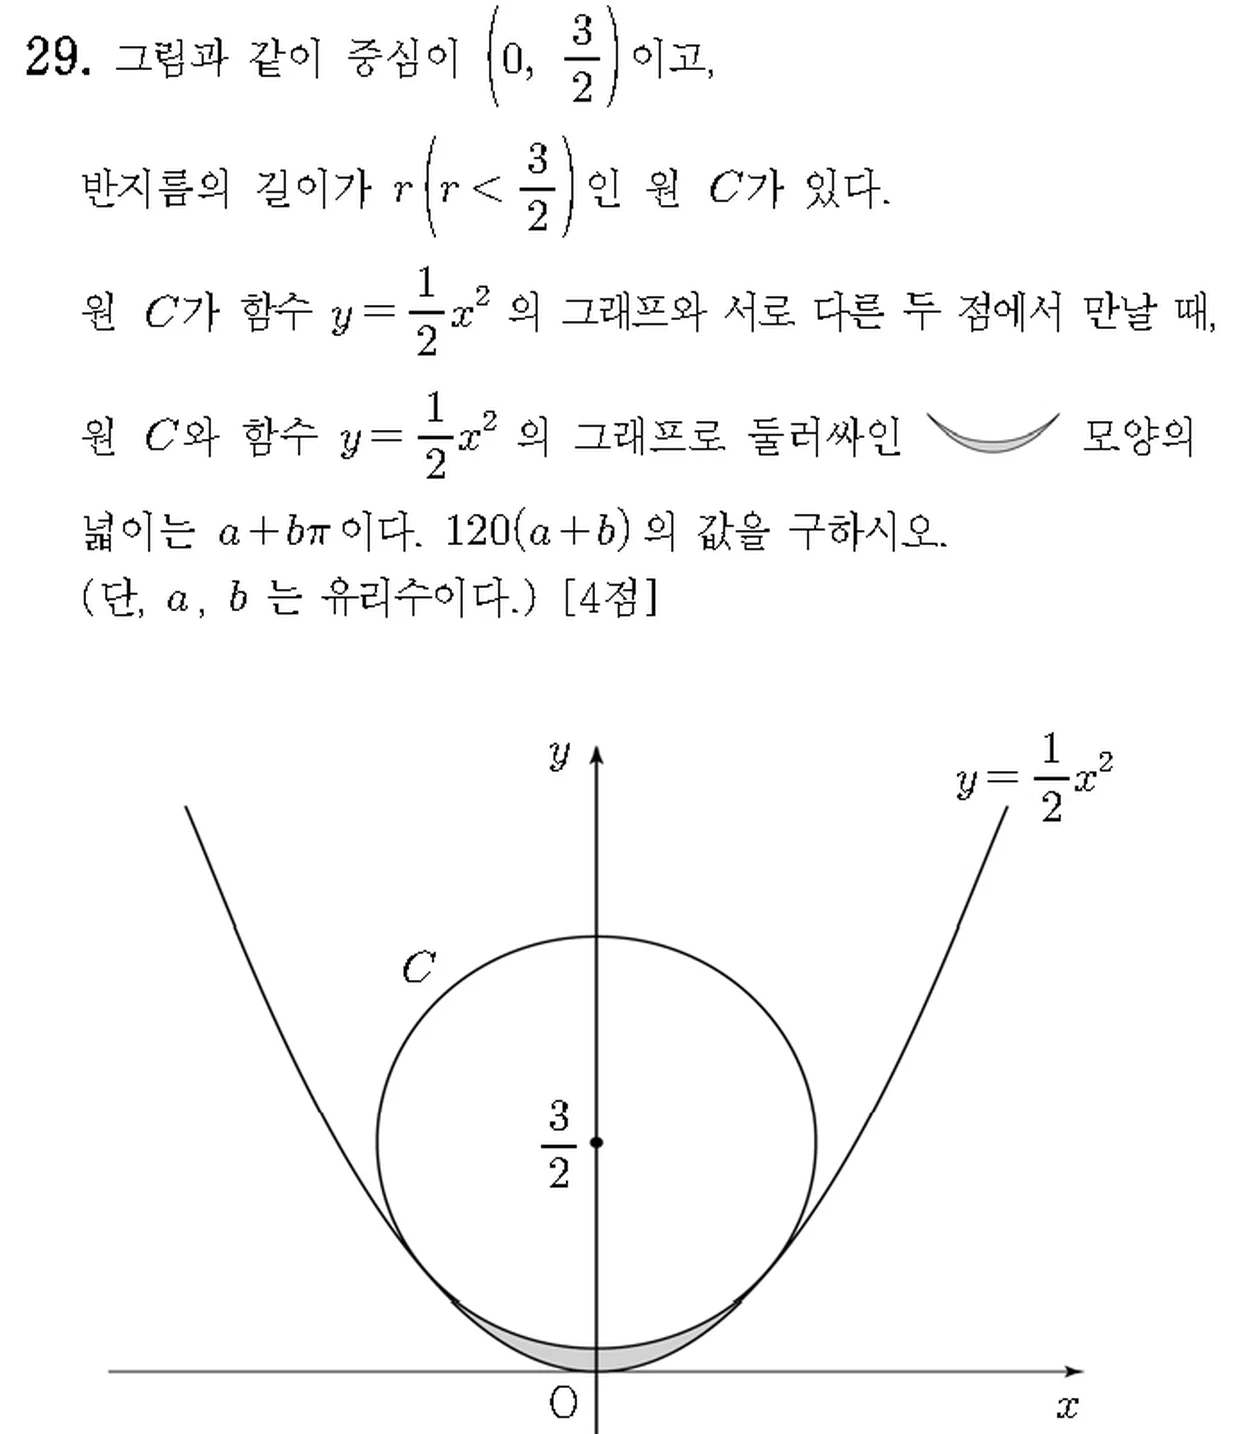 29. 그림과 같이 중심이 (0, 3/2)이고,
반지름의 길이가 r(r < 3/2)인 원 C가 있다.
원 C가 함수 y = 1/2 x² 의 그래프와 서로 다른 두 점에서 만날 때,
원 C와 함수 y = 1/2 x² 의 그래프로 둘러싸인 모양의
넓이는 a+bπ이다. 120(a+b)의 값을 구하시오.
(단, a, b 는 유리수이다.) [4점]
y
y = 1/2 x²
C
3/2
O
x